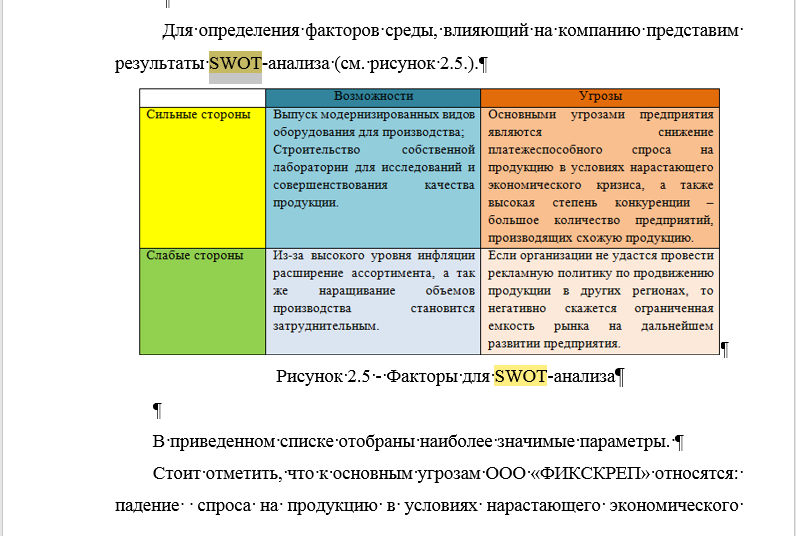 Для определения факторов среды, влияющий на компанию представим
результаты SWOT-анализа (см. рисунок 2.5.).¶
Возможности
Угрозы
Сильные стороны
Выпуск модернизированных видов
оборудования для производства;
Строительство собственной
лаборатории для исследований и
совершенствования качества
продукции.
Основными угрозами предприятия
являются снижение
платежеспособного спроса на
продукцию в условиях нарастающего
экономического кризиса, а также
высокая степень конкуренции –
большое количество предприятий,
производящих схожую продукцию.
Слабые стороны
Из-за высокого уровня инфляции
расширение ассортимента, а так
же наращивание объемов
производства становится
затруднительным.
Если организации не удастся провести
рекламную политику по продвижению
продукции в других регионах, то
негативно скажется ограниченная
емкость рынка на дальнейшем
развитии предприятия.
¶
Рисунок 2.5 - Факторы для SWOT-анализа¶
¶
В приведенном списке отобраны наиболее значимые параметры. ¶
Стоит отметить, что к основным угрозам ООО «ФИКСКРЕП» относятся:
падение спроса на продукцию в условиях нарастающего экономического